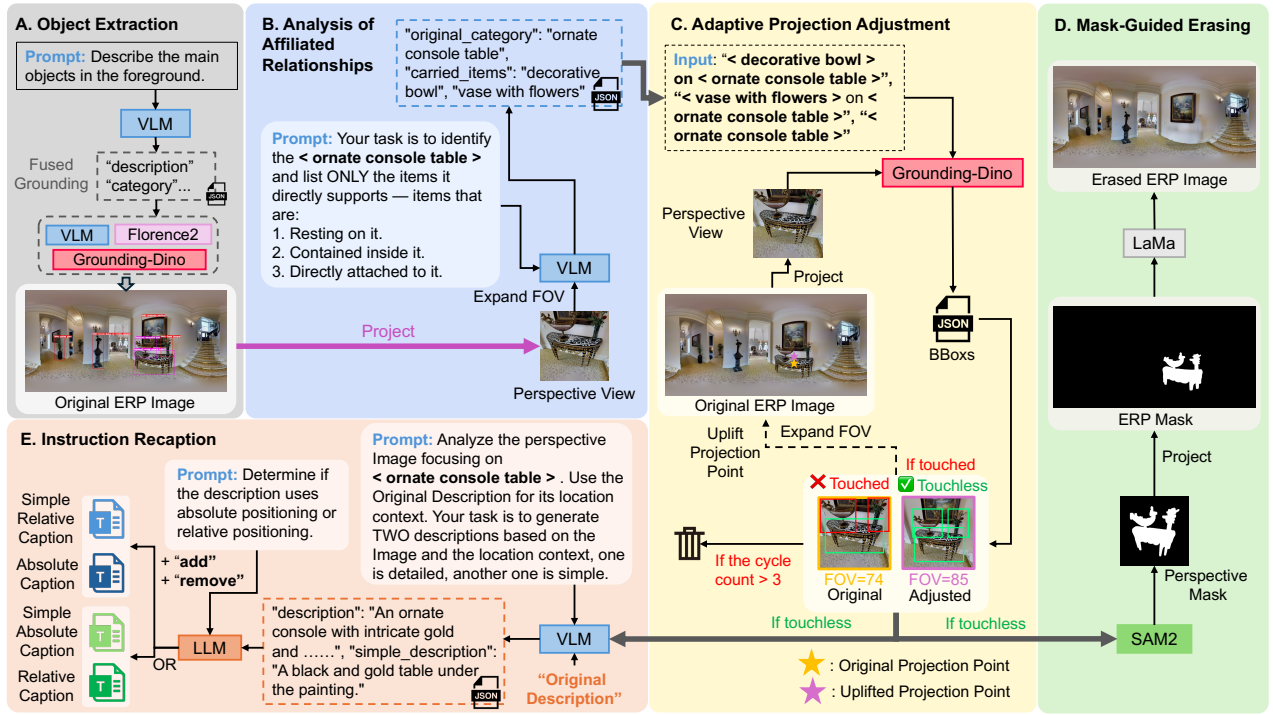 A. Object Extraction
Prompt: Describe the main
objects in the foreground.
VLM
Fused
Grounding
“description”
“category”...
JSON
VLM
Florence2
Grounding-Dino
Original ERP Image
B. Analysis of
Affiliated
Relationships
"original_category": "ornate
console table",
"carried_items": "decorative
bowl", "vase with flowers"
JSON
Prompt: Your task is to identify
the < ornate console table >
and list ONLY the items it
directly supports — items that
are:
1. Resting on it.
2. Contained inside it.
3. Directly attached to it.
VLM
Expand FOV
Project
Perspective View
C. Adaptive Projection Adjustment
Input: “< decorative bowl >
on < ornate console table >”,
“< vase with flowers > on <
ornate console table >”, “<
ornate console table >”
Grounding-Dino
Perspective
View
Project
JSON
BBoxs
Original ERP Image
Uplift
Projection
Point
Expand FOV
If touched
Touched
Touchless
If the cycle
count > 3
FOV=74
Original
FOV=85
Adjusted
If touchless
If touchless
: Original Projection Point
: Uplifted Projection Point
D. Mask-Guided Erasing
Erased ERP Image
LaMa
ERP Mask
Project
Perspective
Mask
SAM2
E. Instruction Recaption
Prompt: Determine if
the description uses
absolute positioning or
relative positioning.
Prompt: Analyze the perspective
Image focusing on
< ornate console table > . Use the
Original Description for its location
context. Your task is to generate
TWO descriptions based on the
Image and the location context, one
is detailed, another one is simple.
Simple
Relative
Caption
T
Absolute
Caption
T
Simple
Absolute
Caption
T
Relative
Caption
T
+ “add”
+ “remove”
OR
LLM
"description": "An ornate
console with intricate gold
and ……", "simple_description":
"A black and gold table under
the painting."
JSON
VLM
“Original
Description”